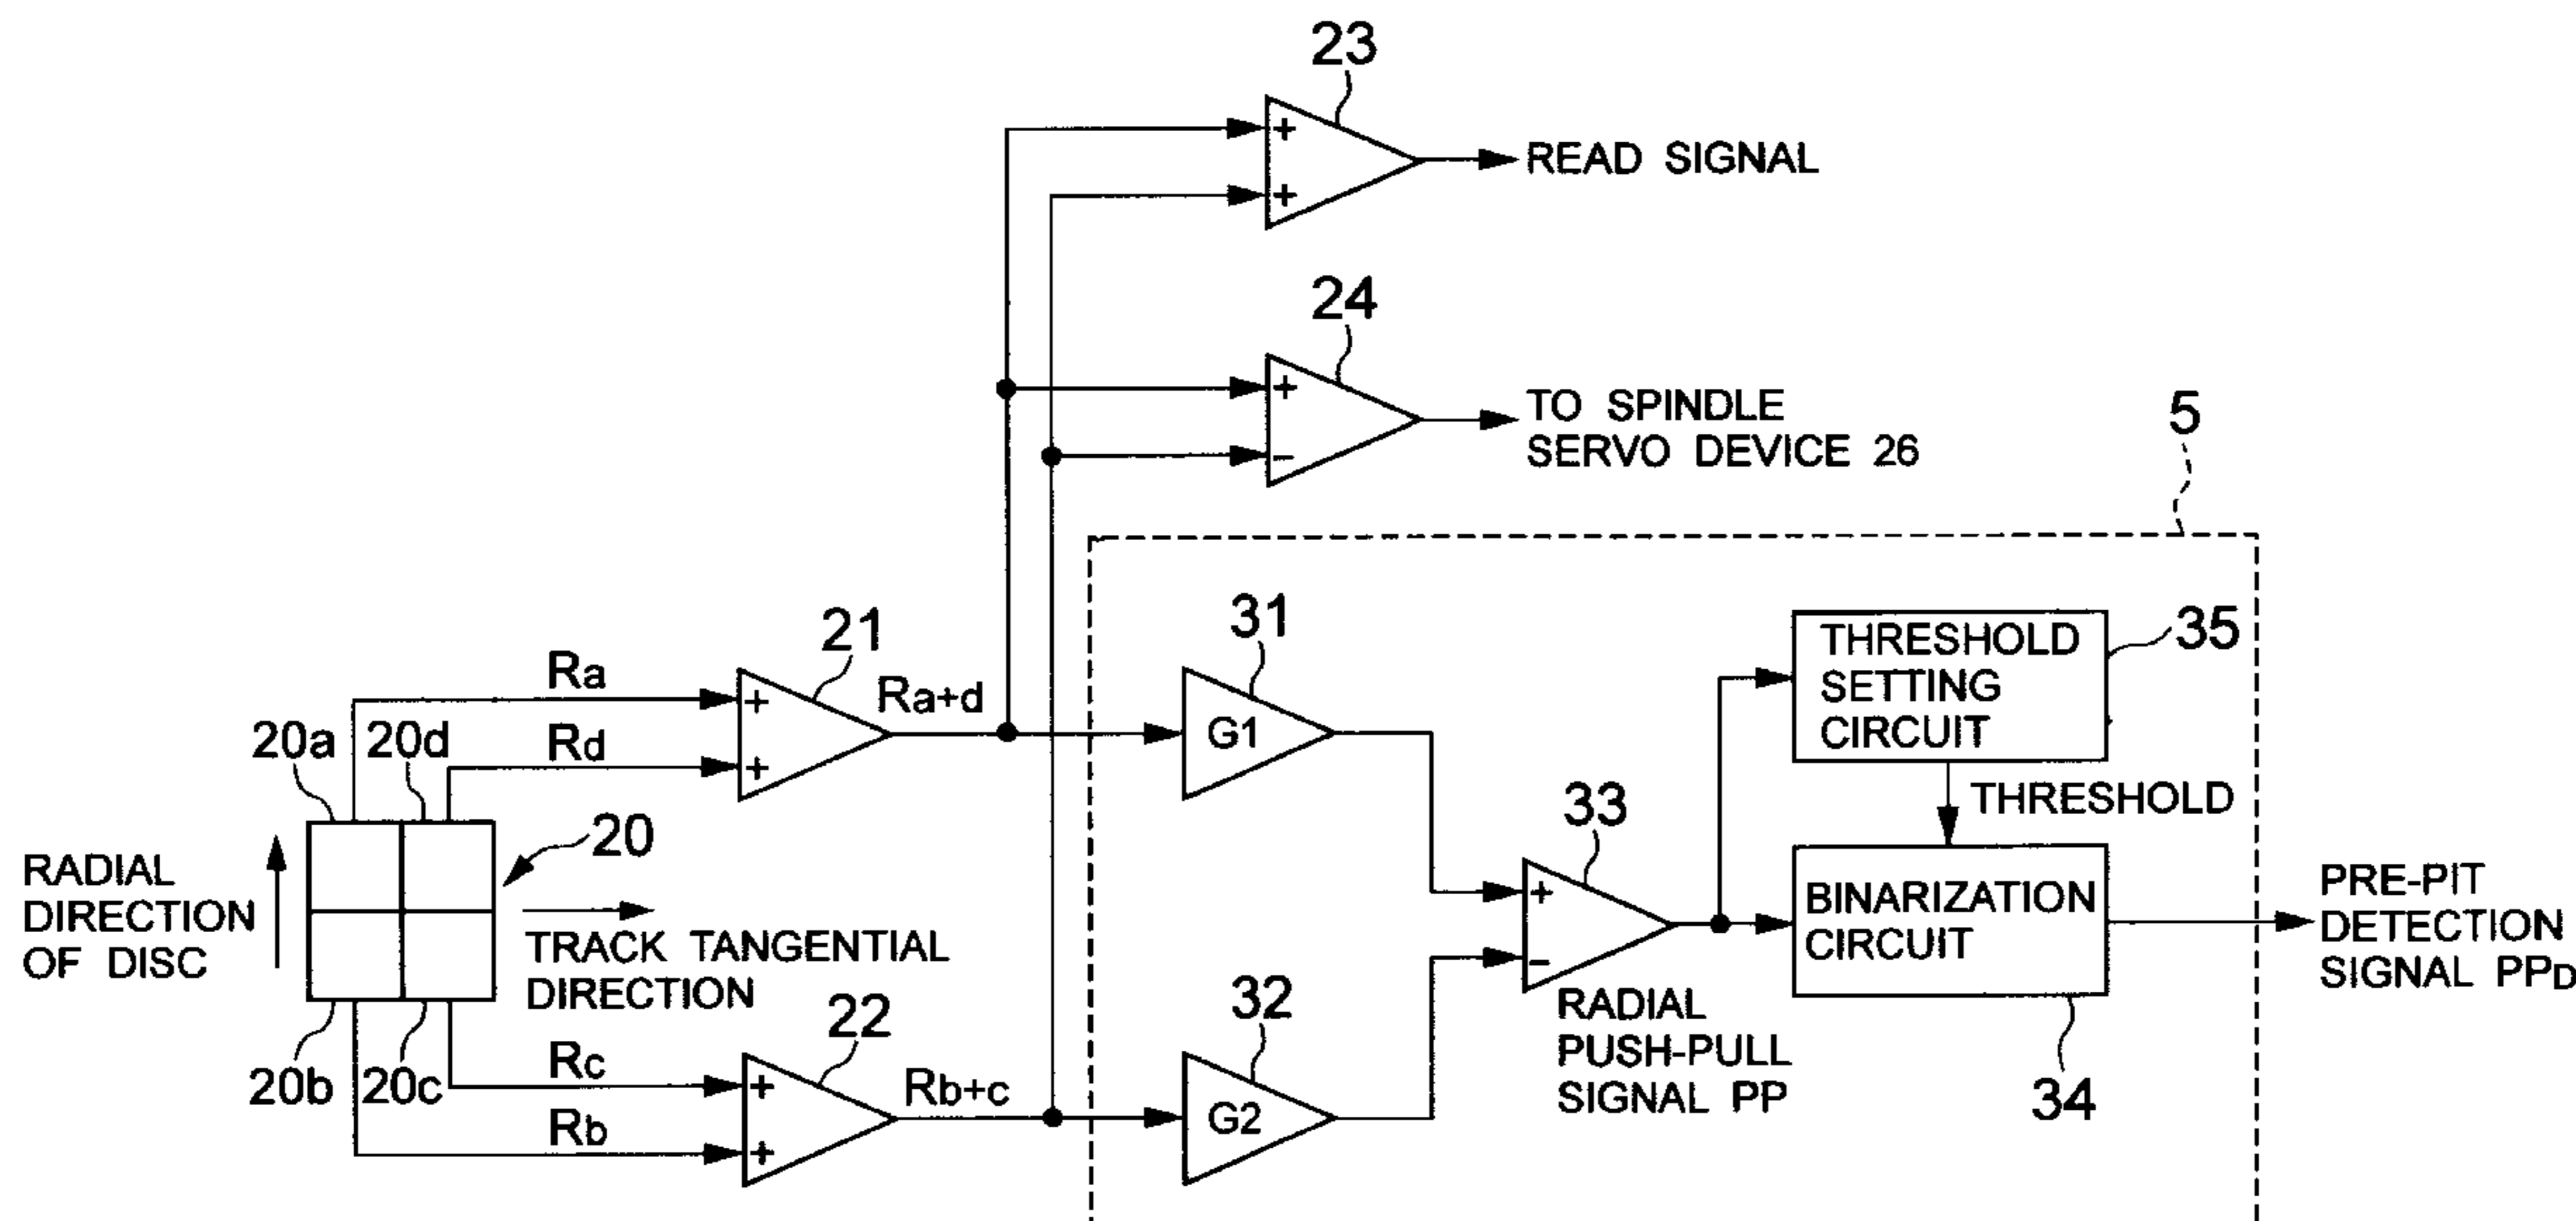 23
+
+
READ SIGNAL
24
+
−
TO SPINDLE
SERVO DEVICE 26
5
21
Ra
Rd
+
+
Ra+d
31
G1
THRESHOLD
SETTING
CIRCUIT
35
THRESHOLD
20a
20d
20
RADIAL
DIRECTION
OF DISC
TRACK TANGENTIAL
DIRECTION
33
+
−
RADIAL
PUSH-PULL
SIGNAL PP
BINARIZATION
CIRCUIT
34
PRE-PIT
DETECTION
SIGNAL PPD
20b
20c
Rc
Rb
22
+
+
Rb+c
32
G2